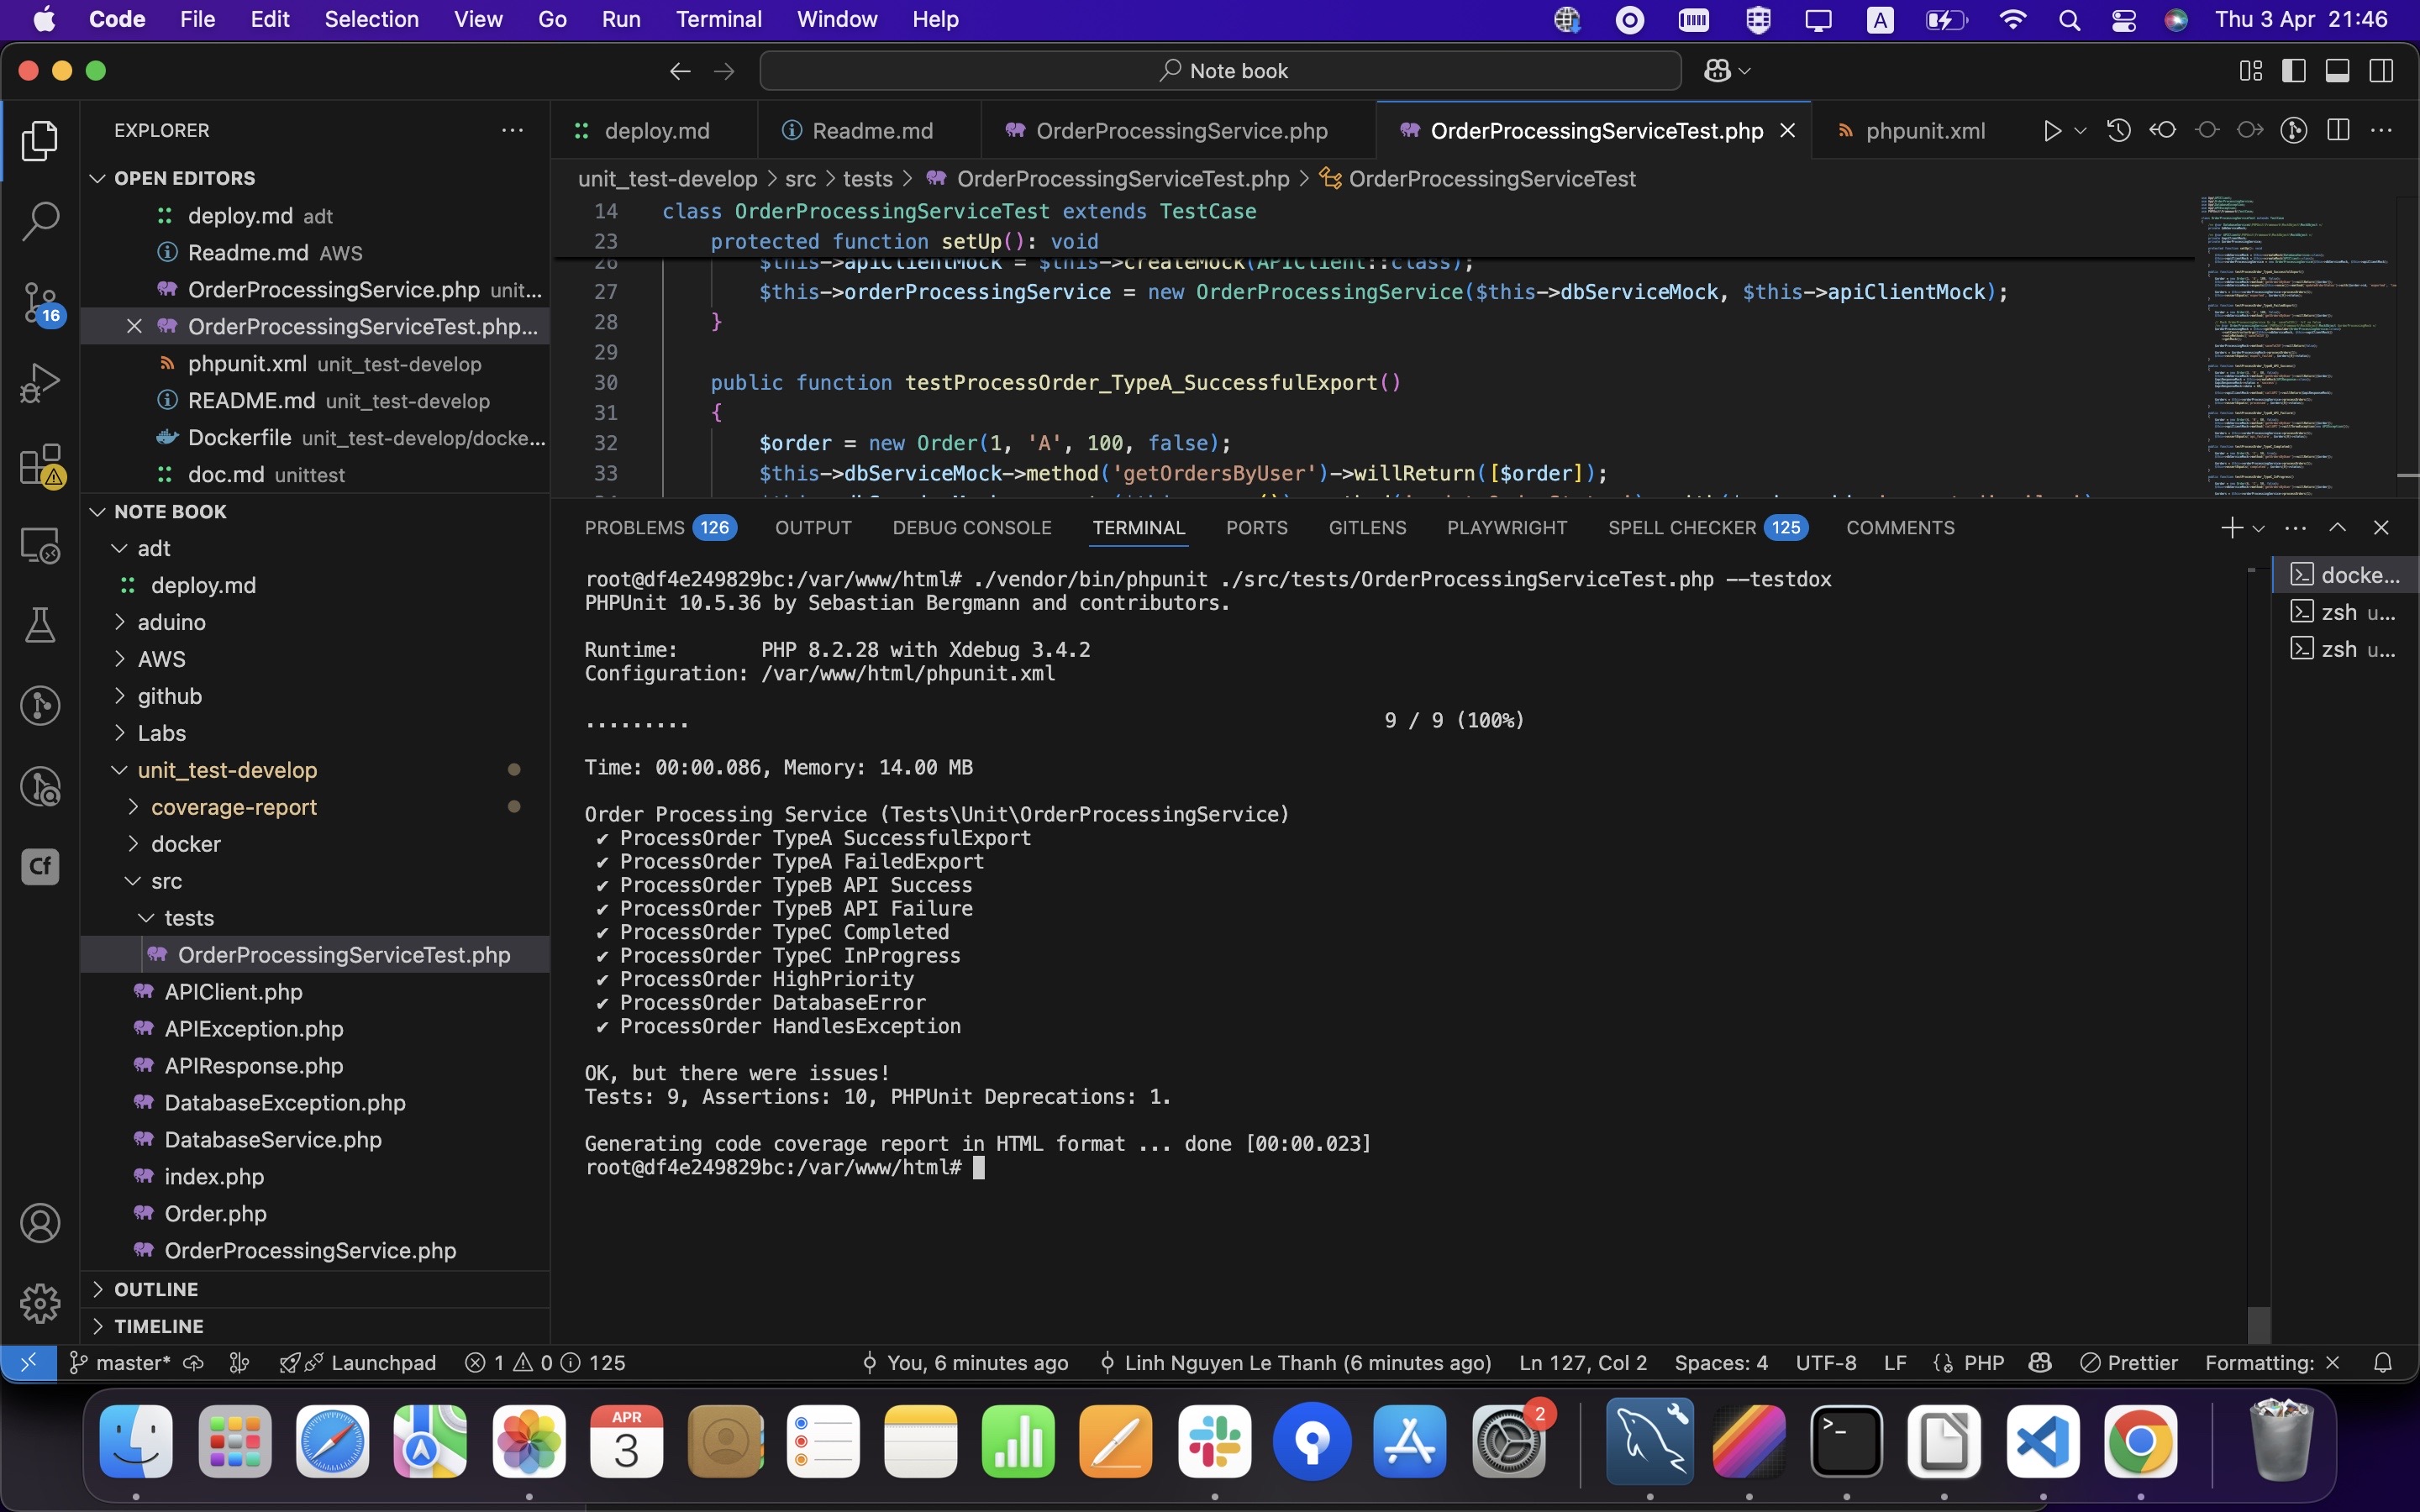 Code File Edit Selection View Go Run Terminal Window Help
A
Thu 3 Apr 21:46
Note book
EXPLORER
OPEN EDITORS
deploy.md adt
Readme.md AWS
OrderProcessingService.php unit...
OrderProcessingServiceTest.php...
phpunit.xml unit_test-develop
README.md unit_test-develop
Dockerfile unit_test-develop/docke...
doc.md unittest
16
Cf
NOTE BOOK
adt
deploy.md
aduino
AWS
github
Labs
unit_test-develop
coverage-report
docker
src
tests
OrderProcessingServiceTest.php
APIClient.php
APIException.php
APIResponse.php
DatabaseException.php
DatabaseService.php
index.php
Order.php
OrderProcessingService.php
OUTLINE
TIMELINE
deploy.md Readme.md OrderProcessingService.php OrderProcessingServiceTest.php phpunit.xml
unit_test-develop > src > tests > OrderProcessingServiceTest.php > OrderProcessingServiceTest
14 class OrderProcessingServiceTest extends TestCase
23 protected function setUp(): void
26 $this->apiClientMock = $this->createMock(APIClient::class);
27 $this->orderProcessingService = new OrderProcessingService($this->dbServiceMock, $this->apiClientMock);
28 }
29
30 public function testProcessOrder_TypeA_SuccessfulExport()
31 {
32 $order = new Order(1, 'A', 100, false);
33 $this->dbServiceMock->method('getOrdersByUser')->willReturn([$order]);
PROBLEMS 126 OUTPUT DEBUG CONSOLE TERMINAL PORTS GITLENS PLAYWRIGHT SPELL CHECKER 125 COMMENTS
docke...
zsh u...
zsh u...
root@df4e249829bc:/var/www/html# ./vendor/bin/phpunit ./src/tests/OrderProcessingServiceTest.php --testdox
PHPUnit 10.5.36 by Sebastian Bergmann and contributors.
Runtime: PHP 8.2.28 with Xdebug 3.4.2
Configuration: /var/www/html/phpunit.xml
......... 9 / 9 (100%)
Time: 00:00.086, Memory: 14.00 MB
Order Processing Service (Tests\Unit\OrderProcessingService)
✔ ProcessOrder TypeA SuccessfulExport
✔ ProcessOrder TypeA FailedExport
✔ ProcessOrder TypeB API Success
✔ ProcessOrder TypeB API Failure
✔ ProcessOrder TypeC Completed
✔ ProcessOrder TypeC InProgress
✔ ProcessOrder HighPriority
✔ ProcessOrder DatabaseError
✔ ProcessOrder HandlesException
OK, but there were issues!
Tests: 9, Assertions: 10, PHPUnit Deprecations: 1.
Generating code coverage report in HTML format ... done [00:00.023]
root@df4e249829bc:/var/www/html#
master* Launchpad 1 0 125 You, 6 minutes ago Linh Nguyen Le Thanh (6 minutes ago) Ln 127, Col 2 Spaces: 4 UTF-8 LF PHP Prettier Formatting: ×
APR
3
2